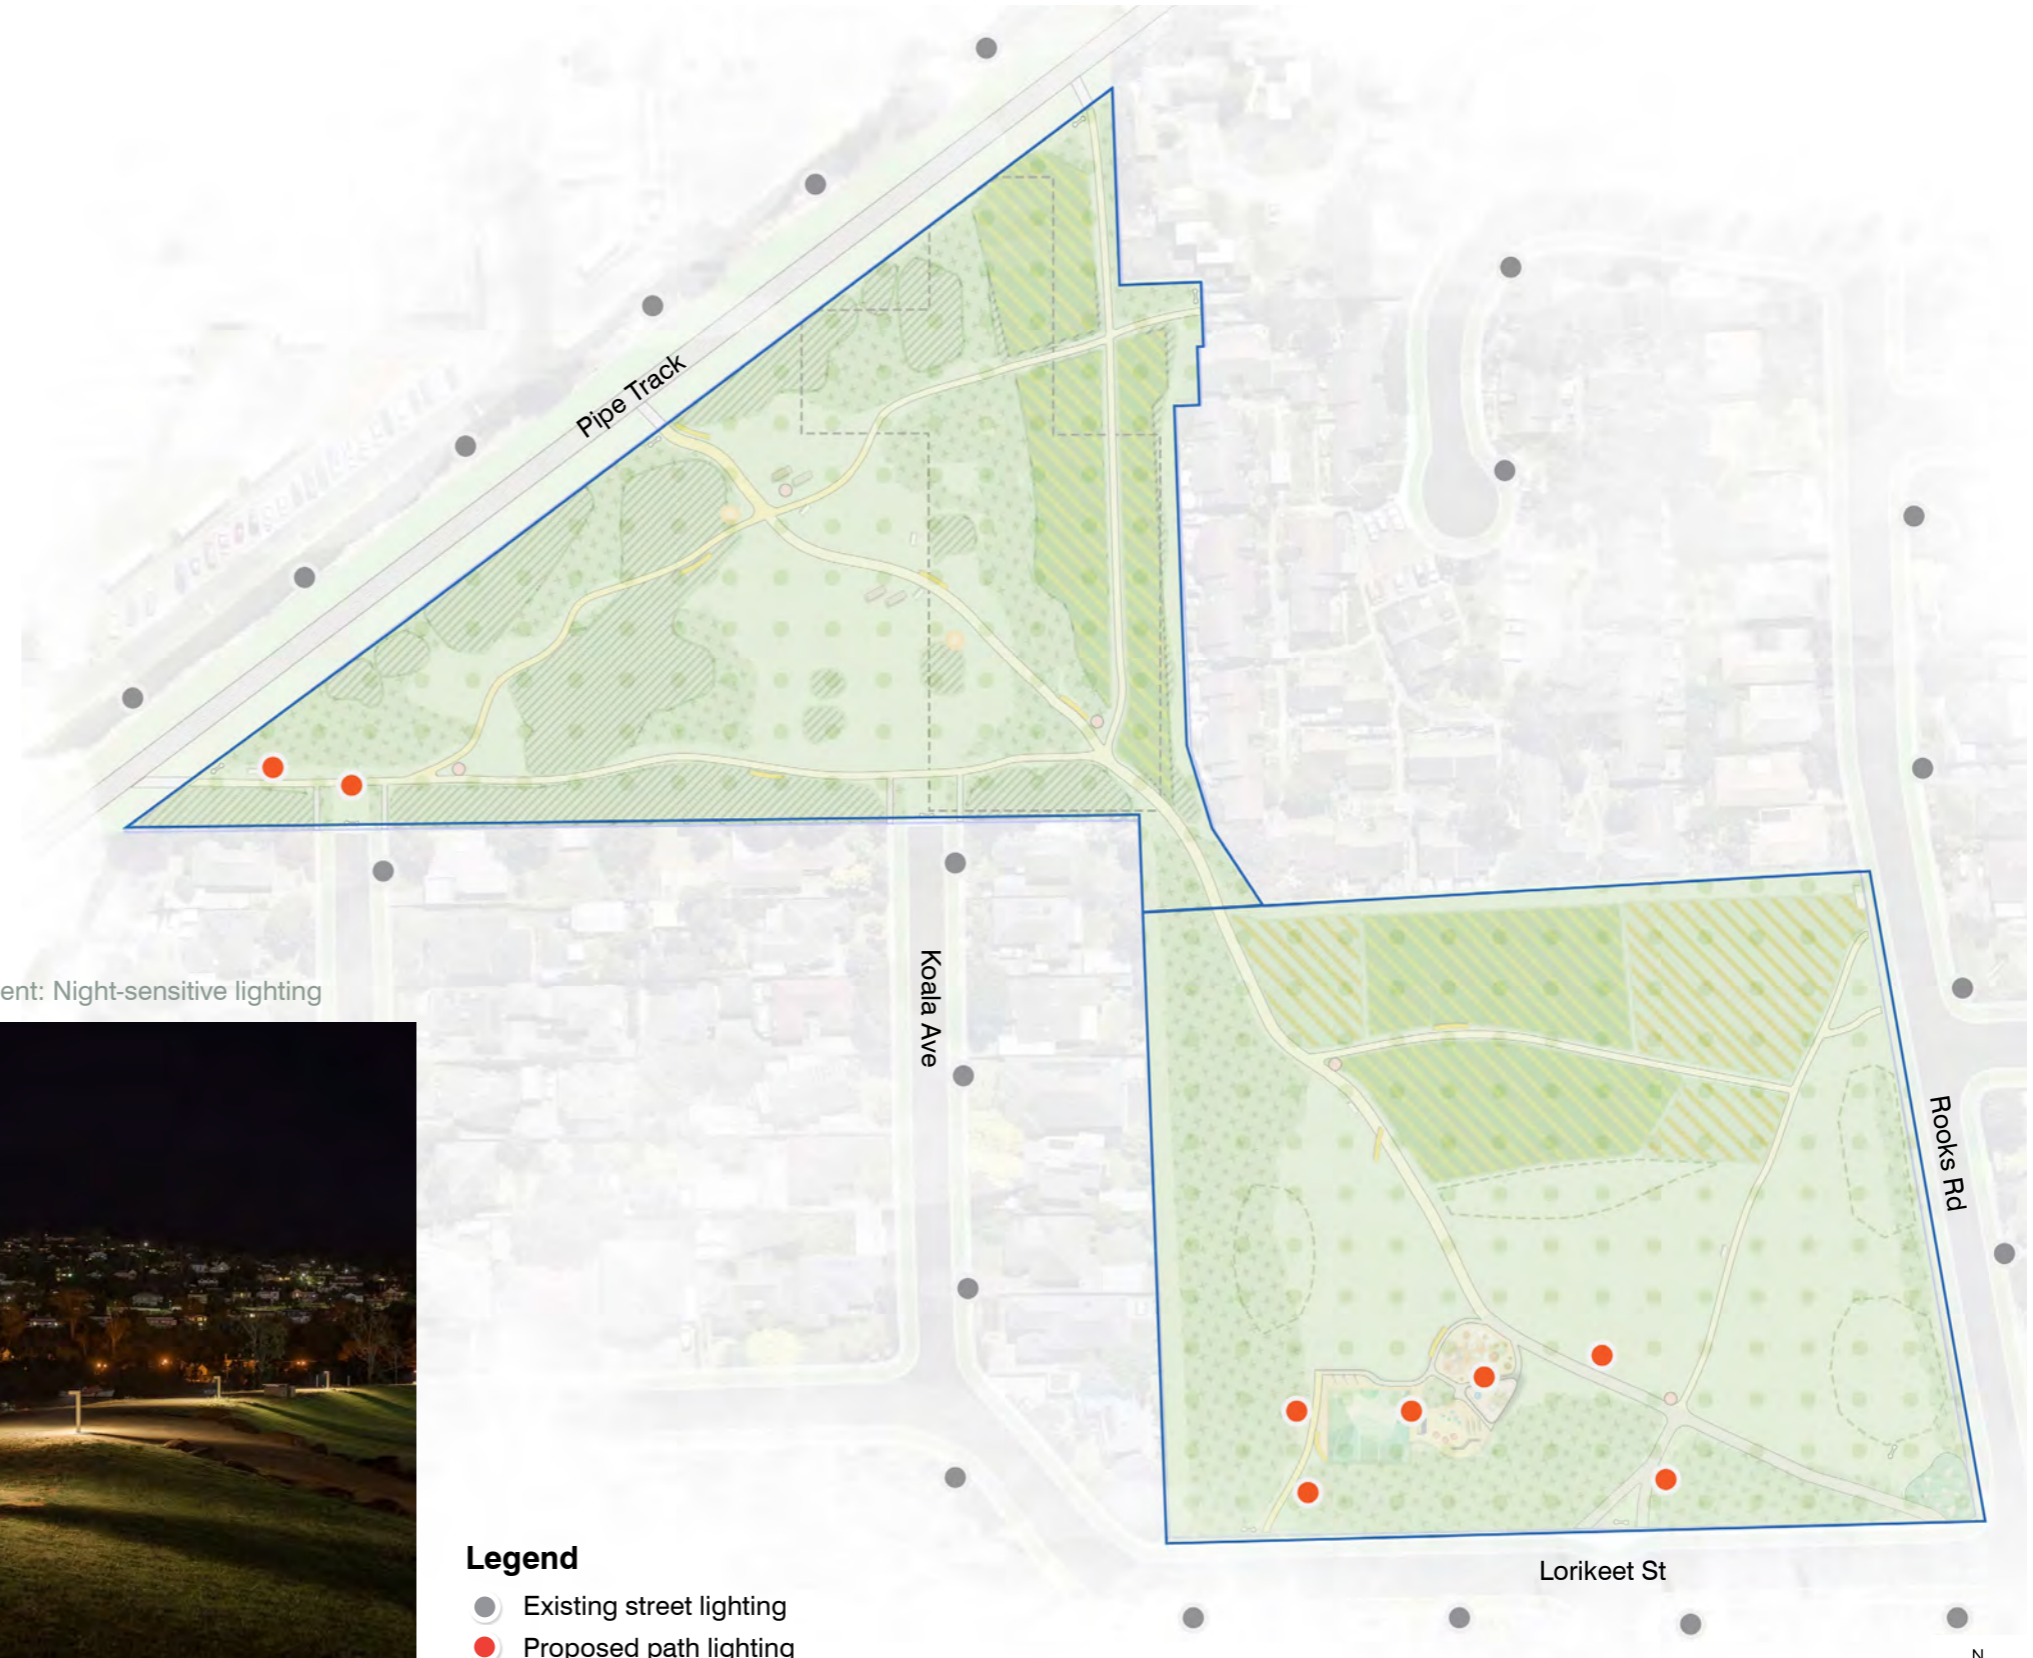 Pipe Track
Koala Ave
ent: Night-sensitive lighting
Rooks Rd
Lorikeet St
Legend
Existing street lighting
Proposed path lighting
N